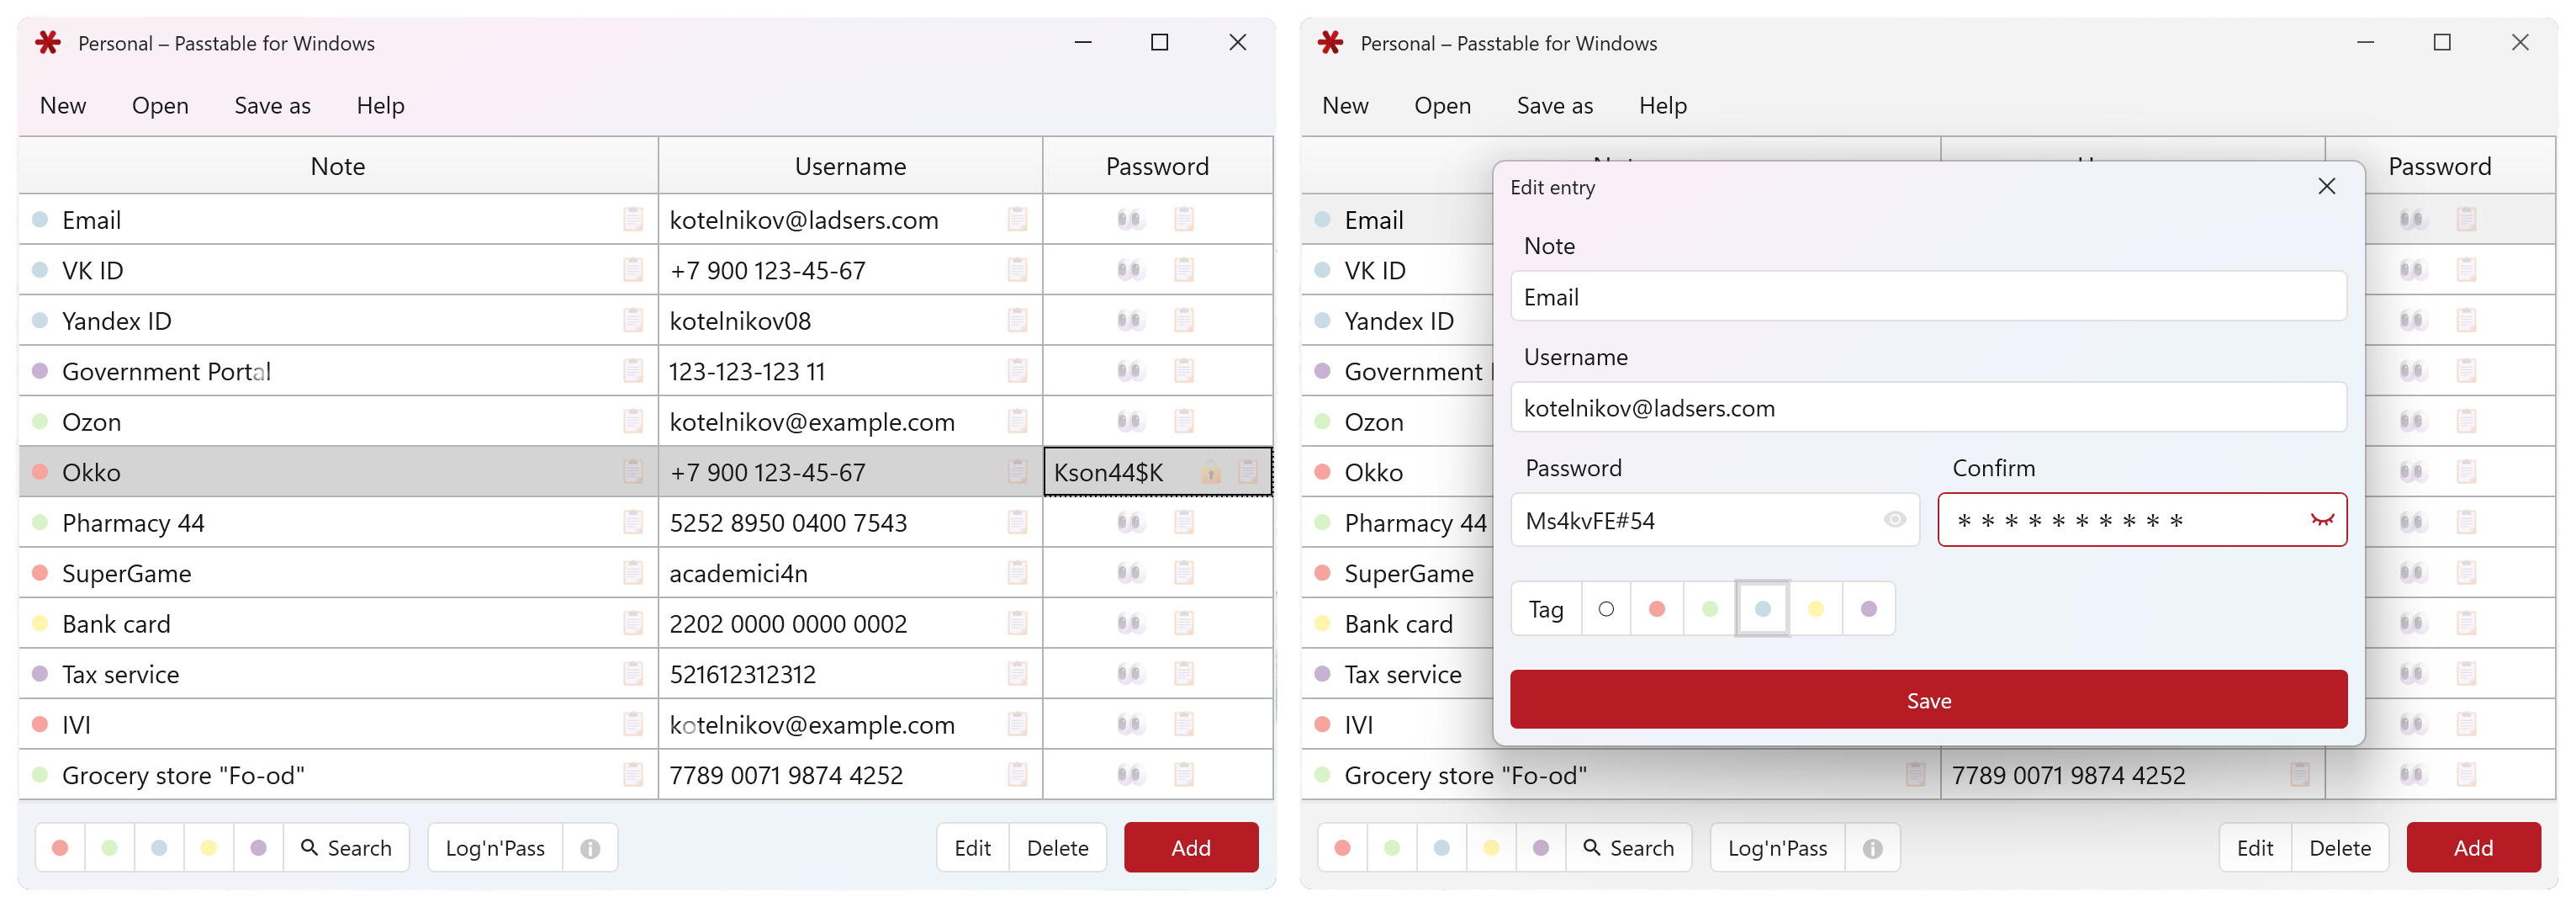 Personal – Passtable for Windows
New Open Save as Help
Note Username Password
Email kotelnikov@ladsers.com
VK ID +7 900 123-45-67
Yandex ID kotelnikov08
Government Portal 123-123-123 11
Ozon kotelnikov@example.com
Okko +7 900 123-45-67 Kson44$K
Pharmacy 44 5252 8950 0400 7543
SuperGame academici4n
Bank card 2202 0000 0000 0002
Tax service 521612312312
IVI kotelnikov@example.com
Grocery store "Fo-od" 7789 0071 9874 4252
Search Log'n'Pass Edit Delete Add
Personal – Passtable for Windows
New Open Save as Help
Password
Email
VK ID
Yandex ID
Government
Ozon
Okko
Pharmacy 44
SuperGame
Bank card
Tax service
IVI
Grocery store "Fo-od" 7789 0071 9874 4252
Edit entry
Note
Email
Username
kotelnikov@ladsers.com
Password Confirm
Ms4kvFE#54 * * * * * * * * * *
Tag
Save
Search Log'n'Pass Edit Delete Add